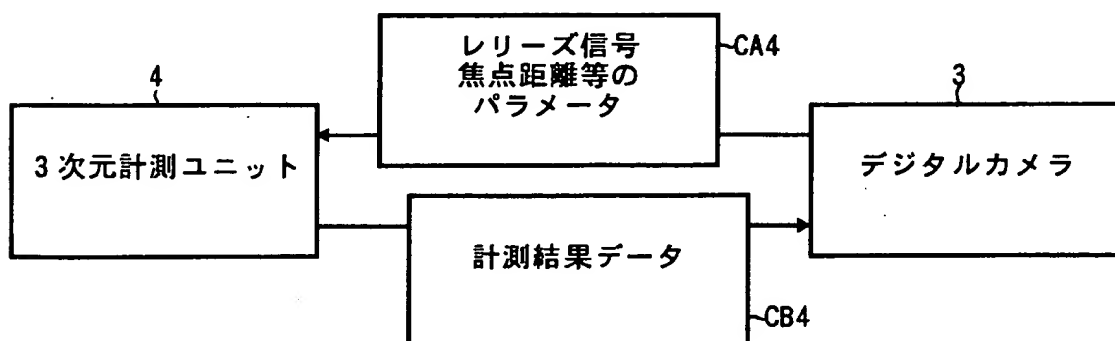 レリーズ信号
焦点距離等の
パラメータ
CA4
4
3
3次元計測ユニット
デジタルカメラ
計測結果データ
CB4